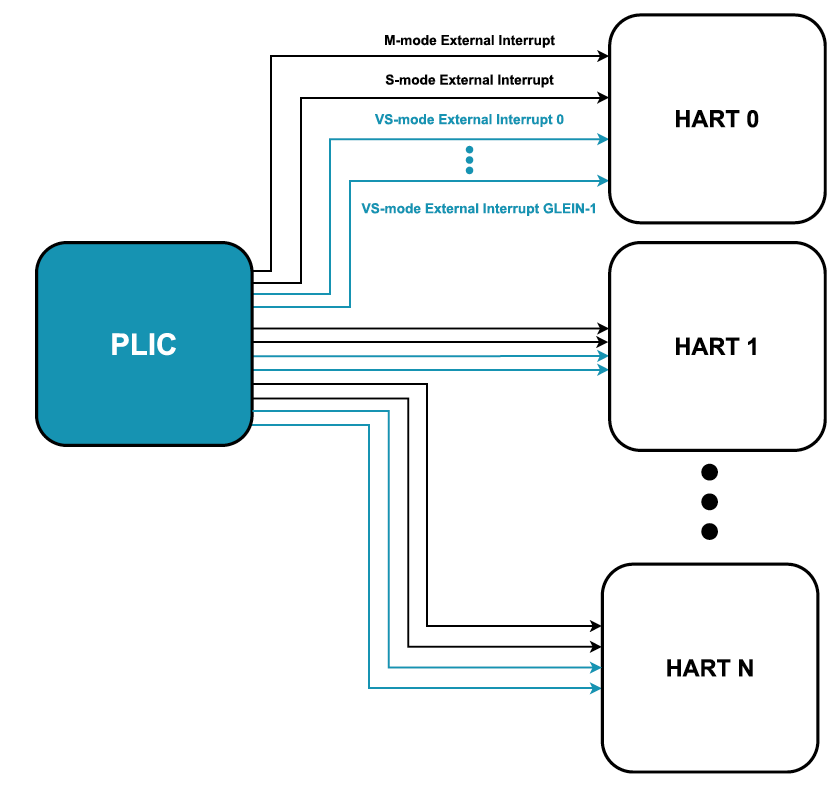 M-mode External Interrupt
S-mode External Interrupt
VS-mode External Interrupt 0
VS-mode External Interrupt GLEIN-1
HART 0
PLIC
HART 1
HART N